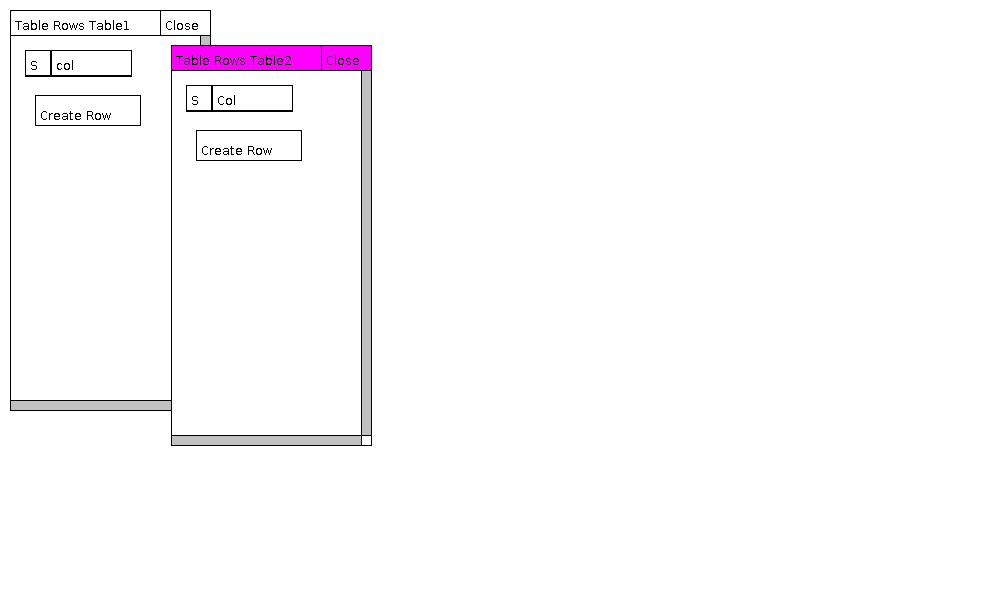 Table Rows Table1 Close
S col
Create Row
Table Rows Table2 Close
S Col
Create Row